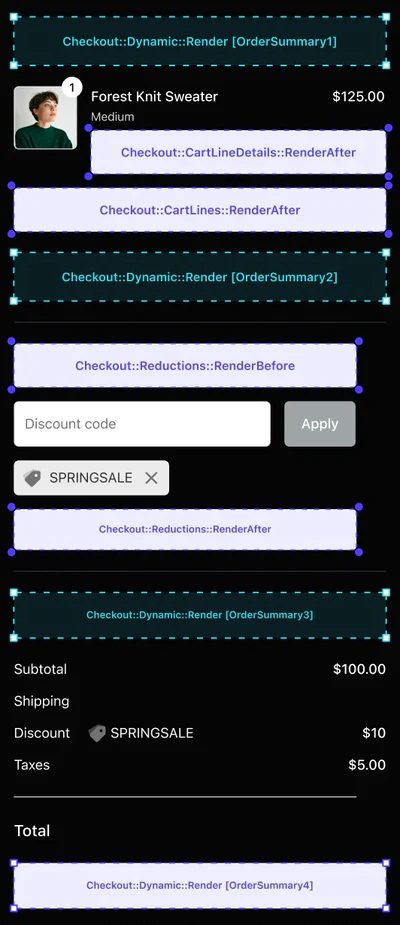 Checkout::Dynamic::Render [OrderSummary1]
1
Forest Knit Sweater $125.00
Medium
Checkout::CartLineDetails::RenderAfter
Checkout::CartLines::RenderAfter
Checkout::Dynamic::Render [OrderSummary2]
Checkout::Reductions::RenderBefore
Discount code Apply
SPRINGSALE
Checkout::Reductions::RenderAfter
Checkout::Dynamic::Render [OrderSummary3]
Subtotal $100.00
Shipping
Discount SPRINGSALE $10
Taxes $5.00
Total
Checkout::Dynamic::Render [OrderSummary4]